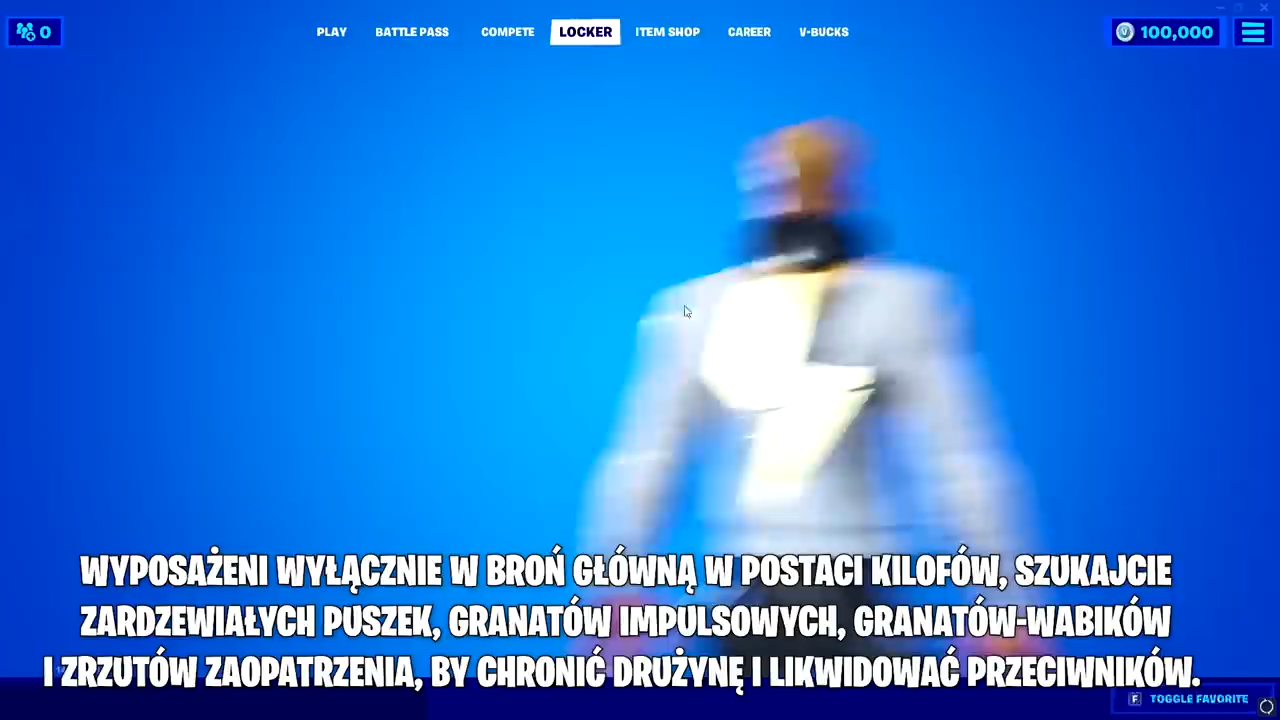 0
PLAY
BATTLE PASS
COMPETE
LOCKER
ITEM SHOP
CAREER
V-BUCKS
100,000
WYPOSAŻENI WYŁĄCZNIE W BROŃ GŁÓWNĄ W POSTACI KILOFÓW, SZUKAJCIE
ZARDZEWIAŁYCH PUSZEK, GRANATÓW IMPULSOWYCH, GRANATÓW-WABIKÓW
I ZRZUTÓW ZAOPATRZENIA, BY CHRONIĆ DRUŻYNĘ I LIKWIDOWAĆ PRZECIWNIKÓW.
F TOGGLE FAVORITE